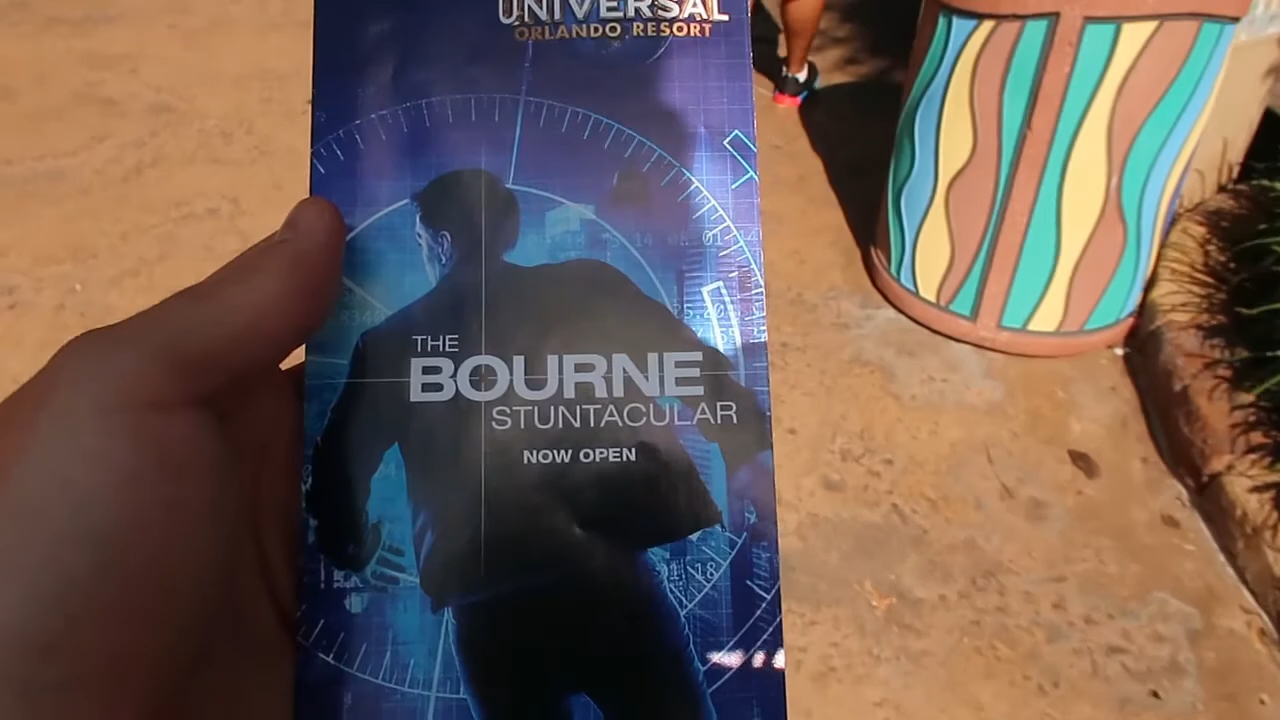 UNIVERSAL
ORLANDO RESORT
THE
BOURNE
STUNTACULAR
NOW OPEN